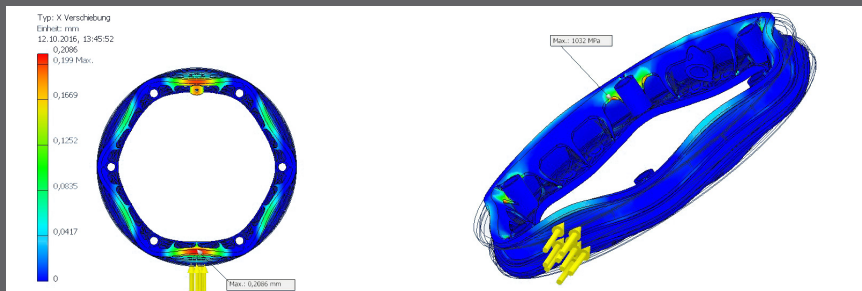 Typ: X Verschiebung
Einheit: mm
12.10.2016, 13:45:52
0,2086
0,199 Max.
0,1669
0,1252
0,0835
0,0417
0
Max.: 0,2086 mm
Max.: 1032 MPa